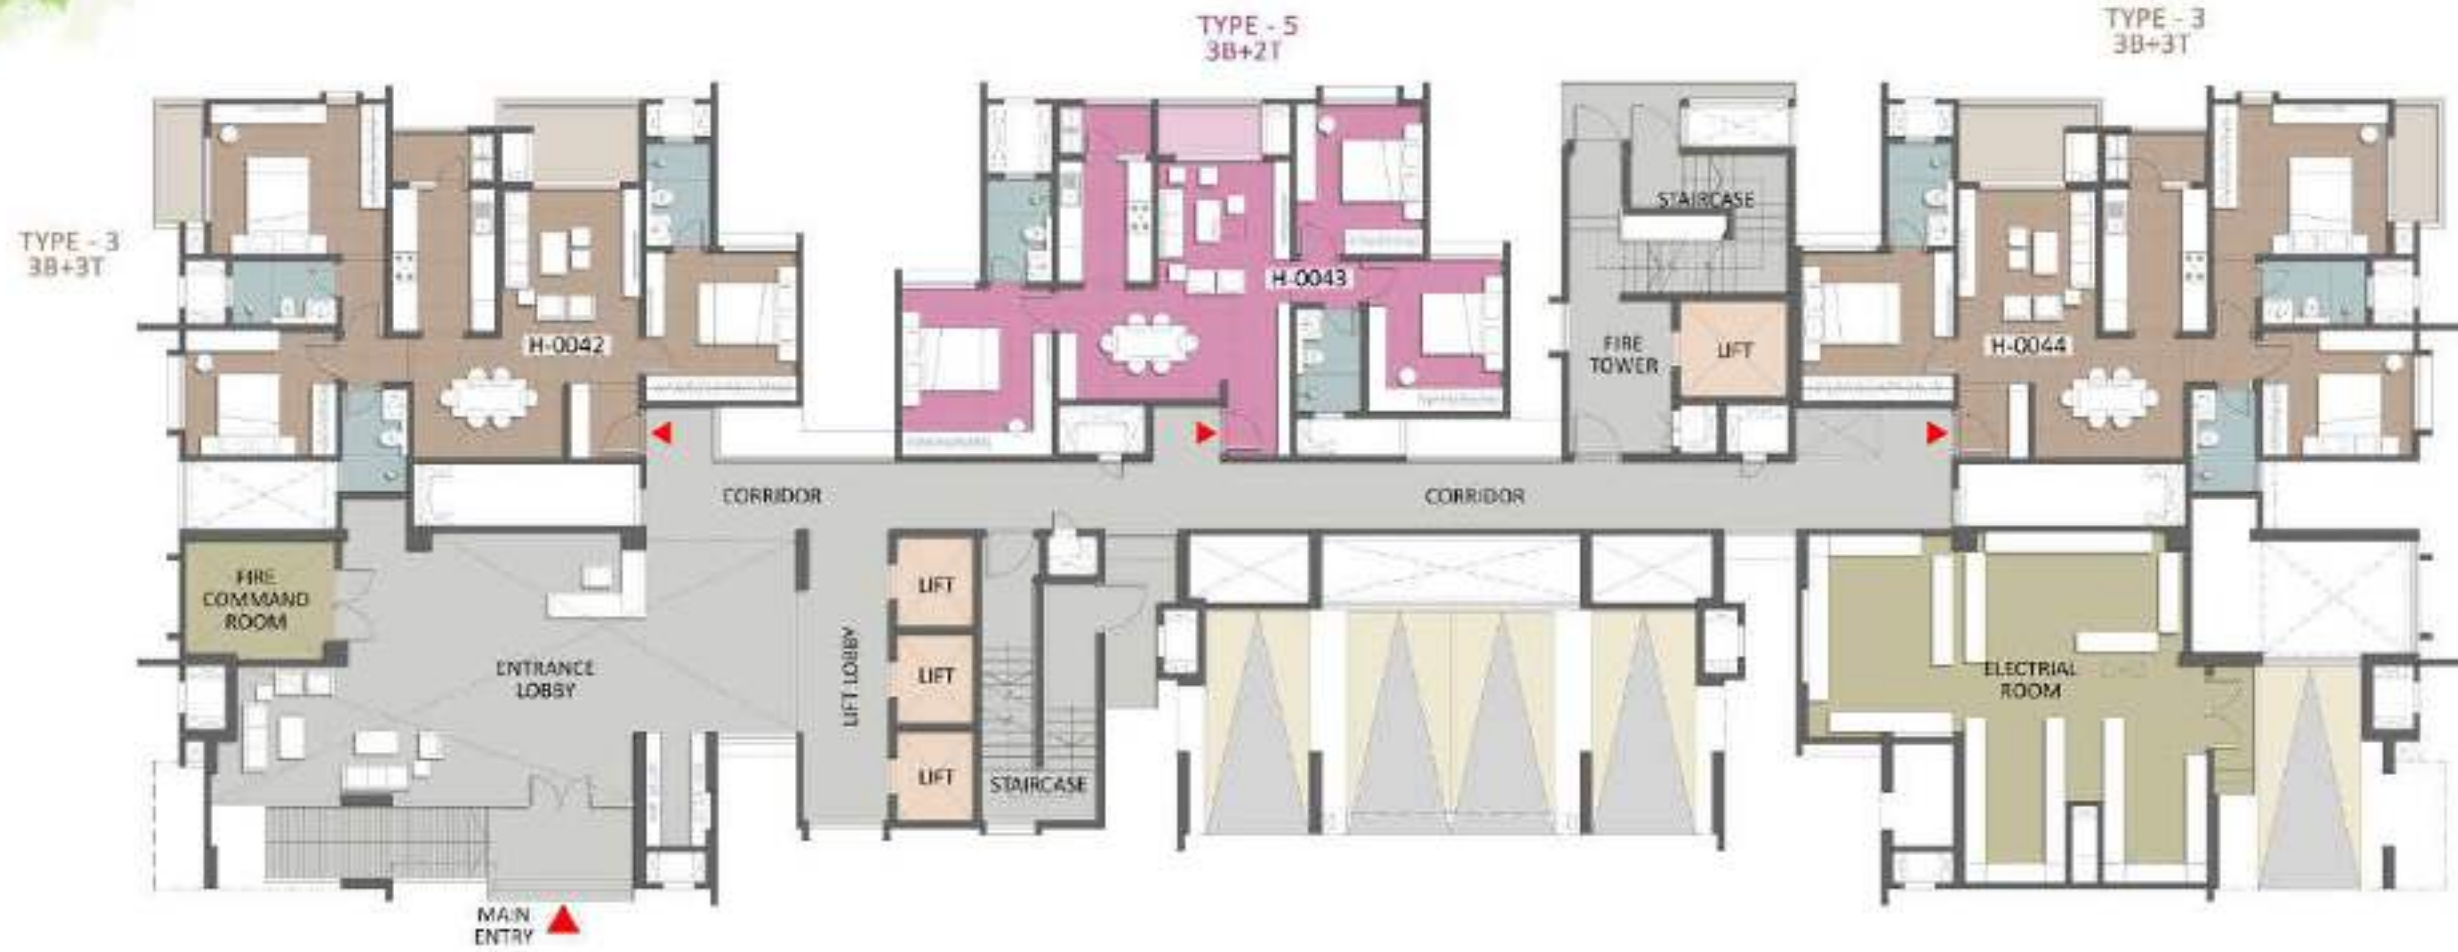 TYPE - 5
3B+2T
TYPE - 3
3B+3T
TYPE - 3
3B+3T
STAIRCASE
H-0042
H-0043
FIRE
TOWER
LIFT
H-0044
CORRIDOR
CORRIDOR
FIRE
COMMAND
ROOM
ENTRANCE
LOBBY
LIFT LOBBY
LIFT
LIFT
LIFT
STAIRCASE
ELECTRIAL
ROOM
MAIN
ENTRY